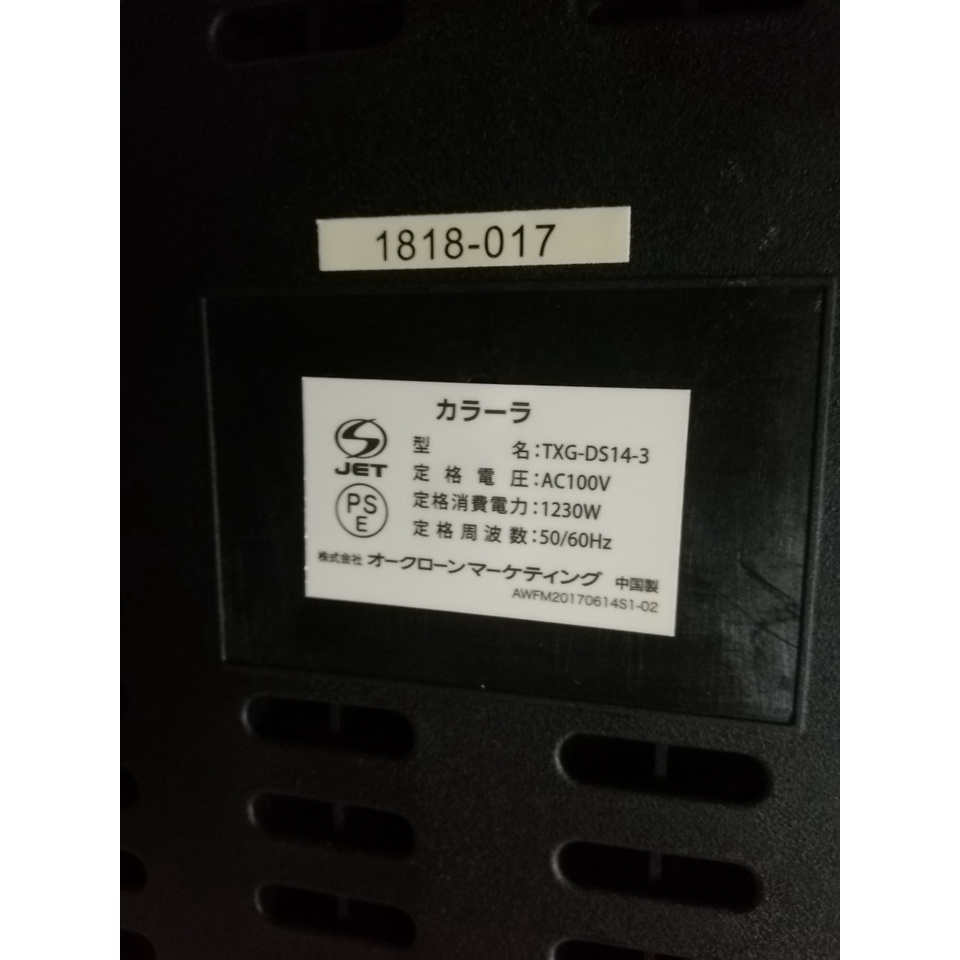 1818-017
カラーラ
JET
型名:TXG-DS14-3
定格電圧:AC100V
PS
E
定格消費電力:1230W
定格周波数:50/60Hz
株式会社 オークローンマーケティング 中国製
AWFM20170614S1-02